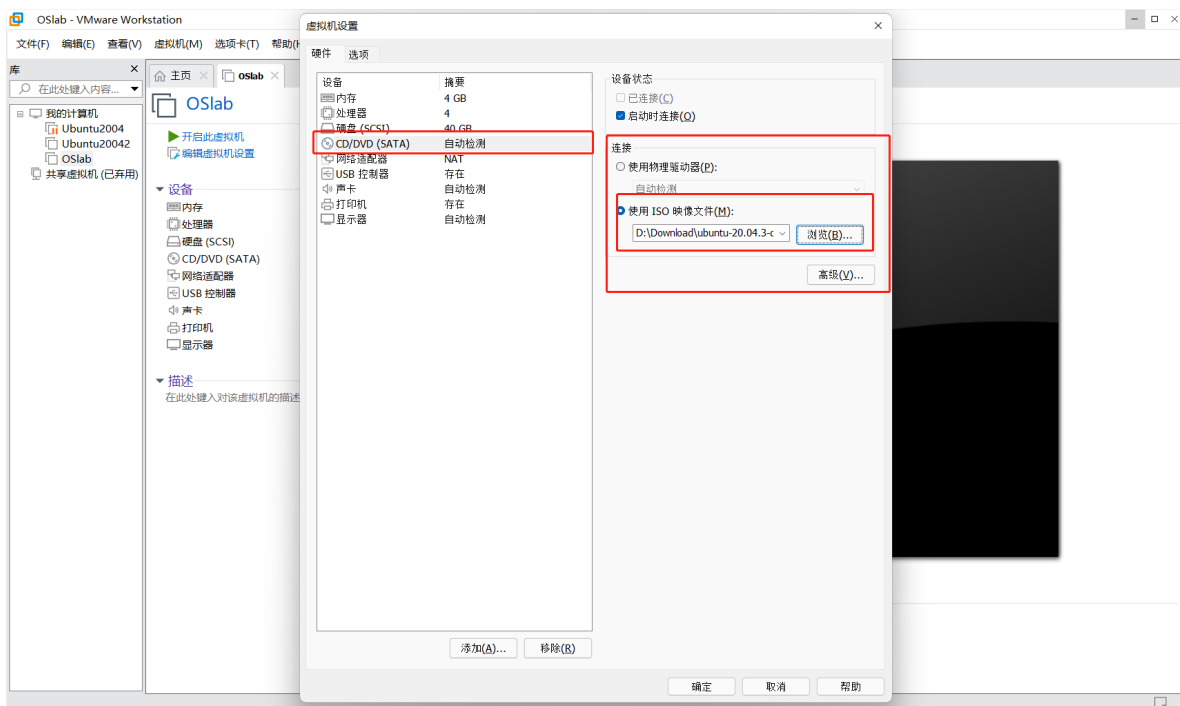 OSlab - VMware Workstation
文件(F) 编辑(E) 查看(V) 虚拟机(M) 选项卡(T) 帮助(H
库
在此处键入内容...
我的计算机
Ubuntu2004
Ubuntu20042
OSlab
共享虚拟机 (已弃用)
主页
OSlab
OSlab
开启此虚拟机
编辑虚拟机设置
设备
内存
处理器
硬盘 (SCSI)
CD/DVD (SATA)
网络适配器
USB 控制器
声卡
打印机
显示器
描述
在此处键入对该虚拟机的描述
虚拟机设置
硬件 选项
设备 摘要
内存 4 GB
处理器 4
硬盘 (SCSI) 40 GB
CD/DVD (SATA) 自动检测
网络适配器 NAT
USB 控制器 存在
声卡 自动检测
打印机 存在
显示器 自动检测
添加(A)... 移除(R)
设备状态
已连接(C)
启动时连接(O)
连接
使用物理驱动器(P):
自动检测
使用 ISO 映像文件(M):
D:\Download\ubuntu-20.04.3-c 浏览(B)...
高级(V)...
确定 取消 帮助